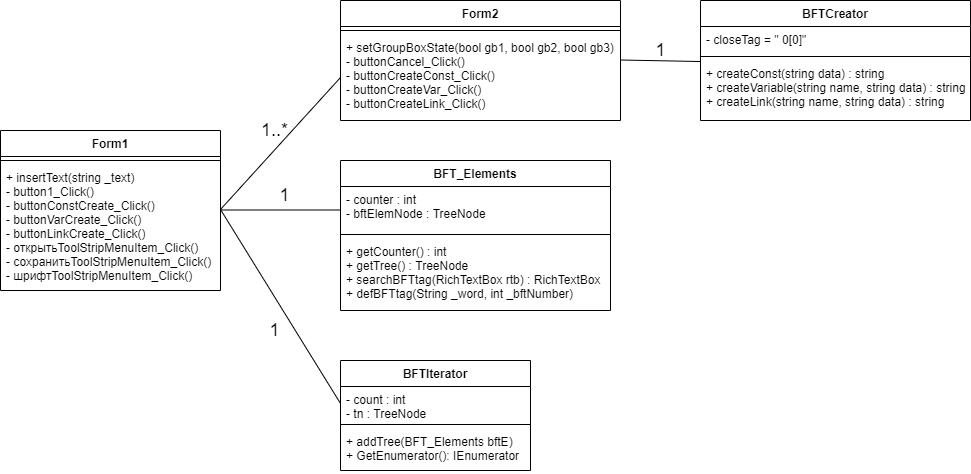 Form2
+ setGroupBoxState(bool gb1, bool gb2, bool gb3)
- buttonCancel_Click()
- buttonCreateConst_Click()
- buttonCreateVar_Click()
- buttonCreateLink_Click()
1
BFTCreator
- closeTag = " 0[0]"
+ createConst(string data) : string
+ createVariable(string name, string data) : string
+ createLink(string name, string data) : string
1..*
Form1
+ insertText(string _text)
- button1_Click()
- buttonConstCreate_Click()
- buttonVarCreate_Click()
- buttonLinkCreate_Click()
- открытьToolStripMenuItem_Click()
- сохранитьToolStripMenuItem_Click()
- шрифтToolStripMenuItem_Click()
1
BFT_Elements
- counter : int
- bftElemNode : TreeNode
+ getCounter() : int
+ getTree() : TreeNode
+ searchBFTtag(RichTextBox rtb) : RichTextBox
+ defBFTtag(String _word, int _bftNumber)
1
BFTIterator
- count : int
- tn : TreeNode
+ addTree(BFT_Elements bftE)
+ GetEnumerator(): IEnumerator